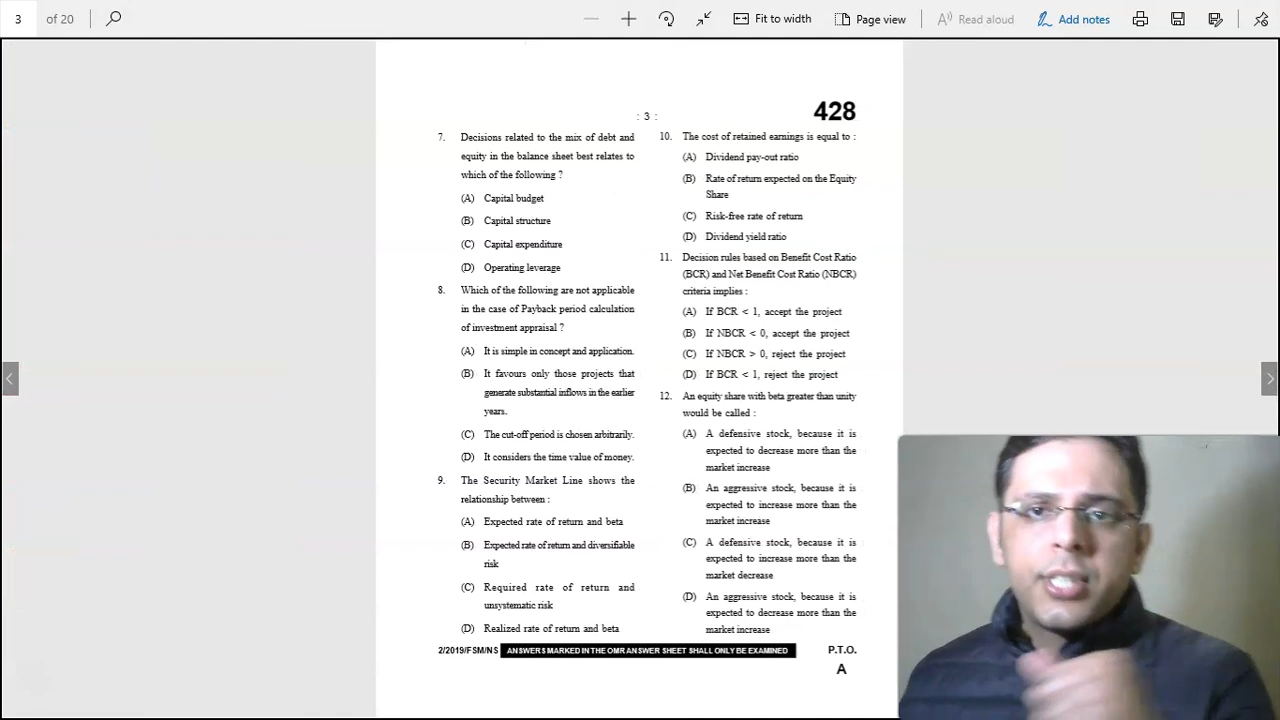 3
of 20
Fit to width
Page view
Read aloud
Add notes
428
: 3 :
7. Decisions related to the mix of debt and
equity in the balance sheet best relates to
which of the following ?
(A) Capital budget
(B) Capital structure
(C) Capital expenditure
(D) Operating leverage
8. Which of the following are not applicable
in the case of Payback period calculation
of investment appraisal ?
(A) It is simple in concept and application.
(B) It favours only those projects that
generate substantial inflows in the earlier
years.
(C) The cut-off period is chosen arbitrarily.
(D) It considers the time value of money.
9. The Security Market Line shows the
relationship between :
(A) Expected rate of return and beta
(B) Expected rate of return and diversifiable
risk
(C) Required rate of return and
unsystematic risk
(D) Realized rate of return and beta
10. The cost of retained earnings is equal to :
(A) Dividend pay-out ratio
(B) Rate of return expected on the Equity
Share
(C) Risk-free rate of return
(D) Dividend yield ratio
11. Decision rules based on Benefit Cost Ratio
(BCR) and Net Benefit Cost Ratio (NBCR)
criteria implies :
(A) If BCR < 1, accept the project
(B) If NBCR < 0, accept the project
(C) If NBCR > 0, reject the project
(D) If BCR < 1, reject the project
12. An equity share with beta greater than unity
would be called :
(A) A defensive stock, because it is
expected to decrease more than the
market increase
(B) An aggressive stock, because it is
expected to increase more than the
market increase
(C) A defensive stock, because it is
expected to increase more than the
market decrease
(D) An aggressive stock, because it is
expected to decrease more than the
market increase
2/2019/FSM/NS
ANSWERS MARKED IN THE OMR ANSWER SHEET SHALL ONLY BE EXAMINED
P.T.O.
A